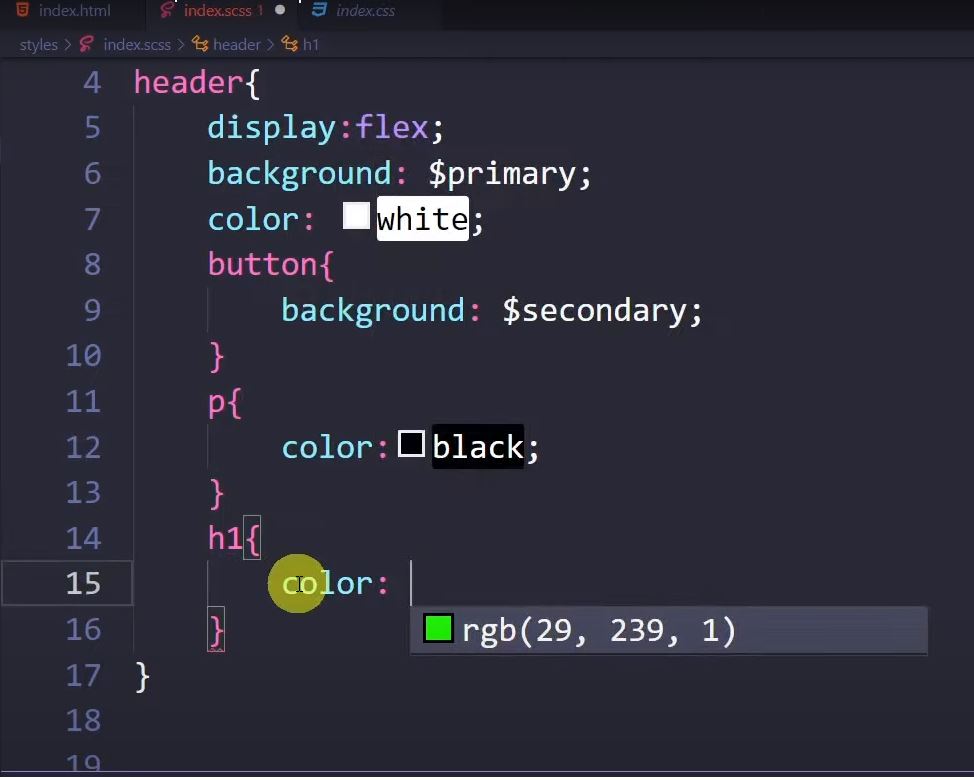 index.html index.scss 1 index.css
styles > index.scss > header > h1
4 header{
5 display:flex;
6 background: $primary;
7 color: white;
8 button{
9 background: $secondary;
10 }
11 p{
12 color: black;
13 }
14 h1{
15 color:
16 }
rgb(29, 239, 1)
17 }
18
19